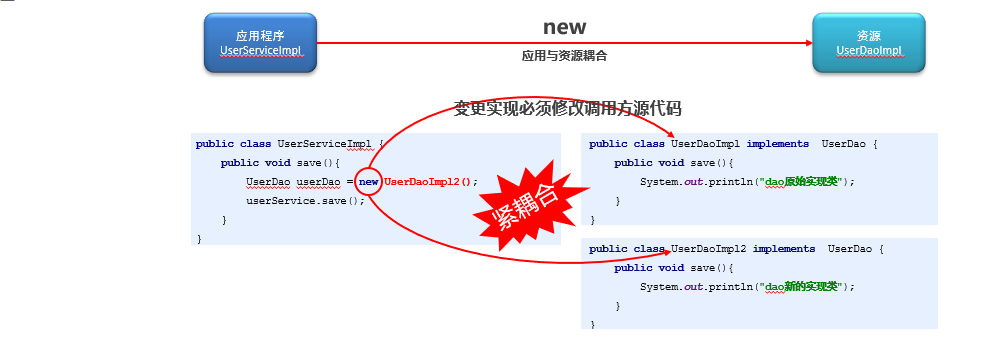 应用程序
UserServiceImpl
new
应用与资源耦合
资源
UserDaoImpl
变更实现必须修改调用方源代码
public class UserServiceImpl {
public void save(){
UserDao userDao = new UserDaoImpl2();
userService.save();
}
}
紧耦合
public class UserDaoImpl implements UserDao {
public void save(){
System.out.println("dao原始实现类");
}
}
public class UserDaoImpl2 implements UserDao {
public void save(){
System.out.println("dao新的实现类");
}
}